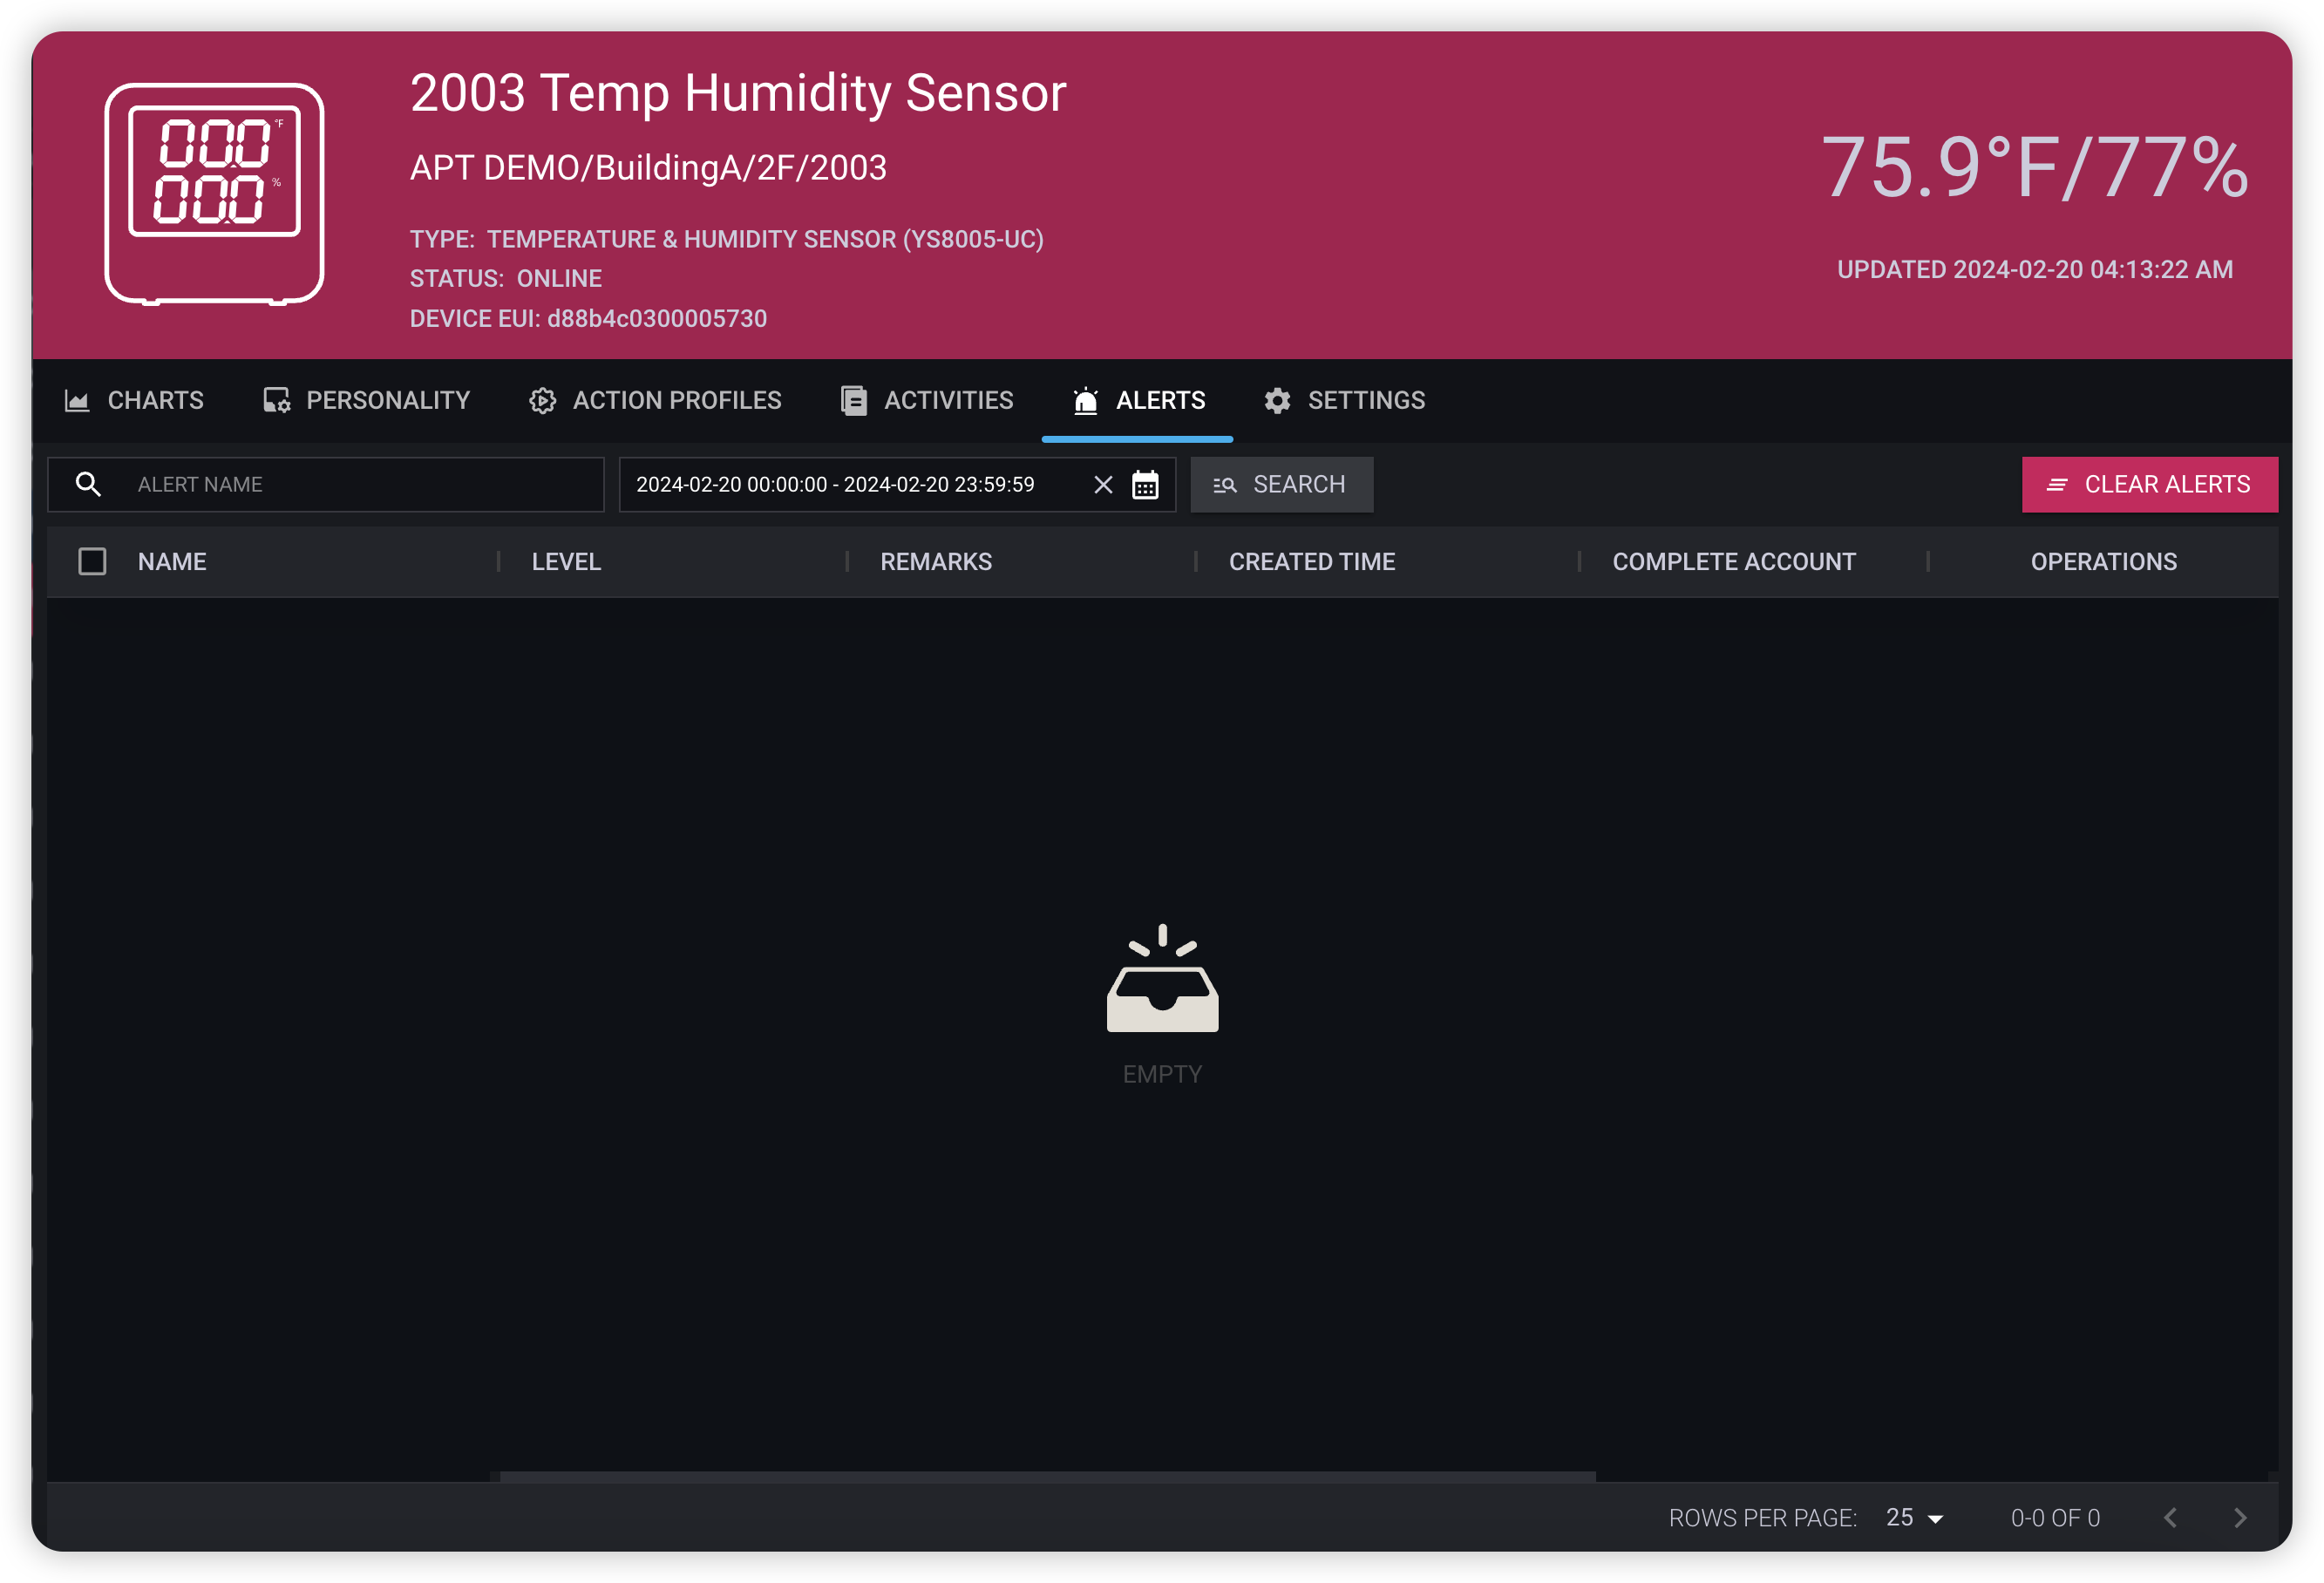 2003 Temp Humidity Sensor
APT DEMO/BuildingA/2F/2003
TYPE: TEMPERATURE & HUMIDITY SENSOR (YS8005-UC)
STATUS: ONLINE
DEVICE EUI: d88b4c0300005730
000 °F
000 %
75.9°F/77%
UPDATED 2024-02-20 04:13:22 AM
CHARTS PERSONALITY ACTION PROFILES ACTIVITIES ALERTS SETTINGS
ALERT NAME 2024-02-20 00:00:00 - 2024-02-20 23:59:59 SEARCH CLEAR ALERTS
NAME LEVEL REMARKS CREATED TIME COMPLETE ACCOUNT OPERATIONS
EMPTY
ROWS PER PAGE: 25 0-0 OF 0